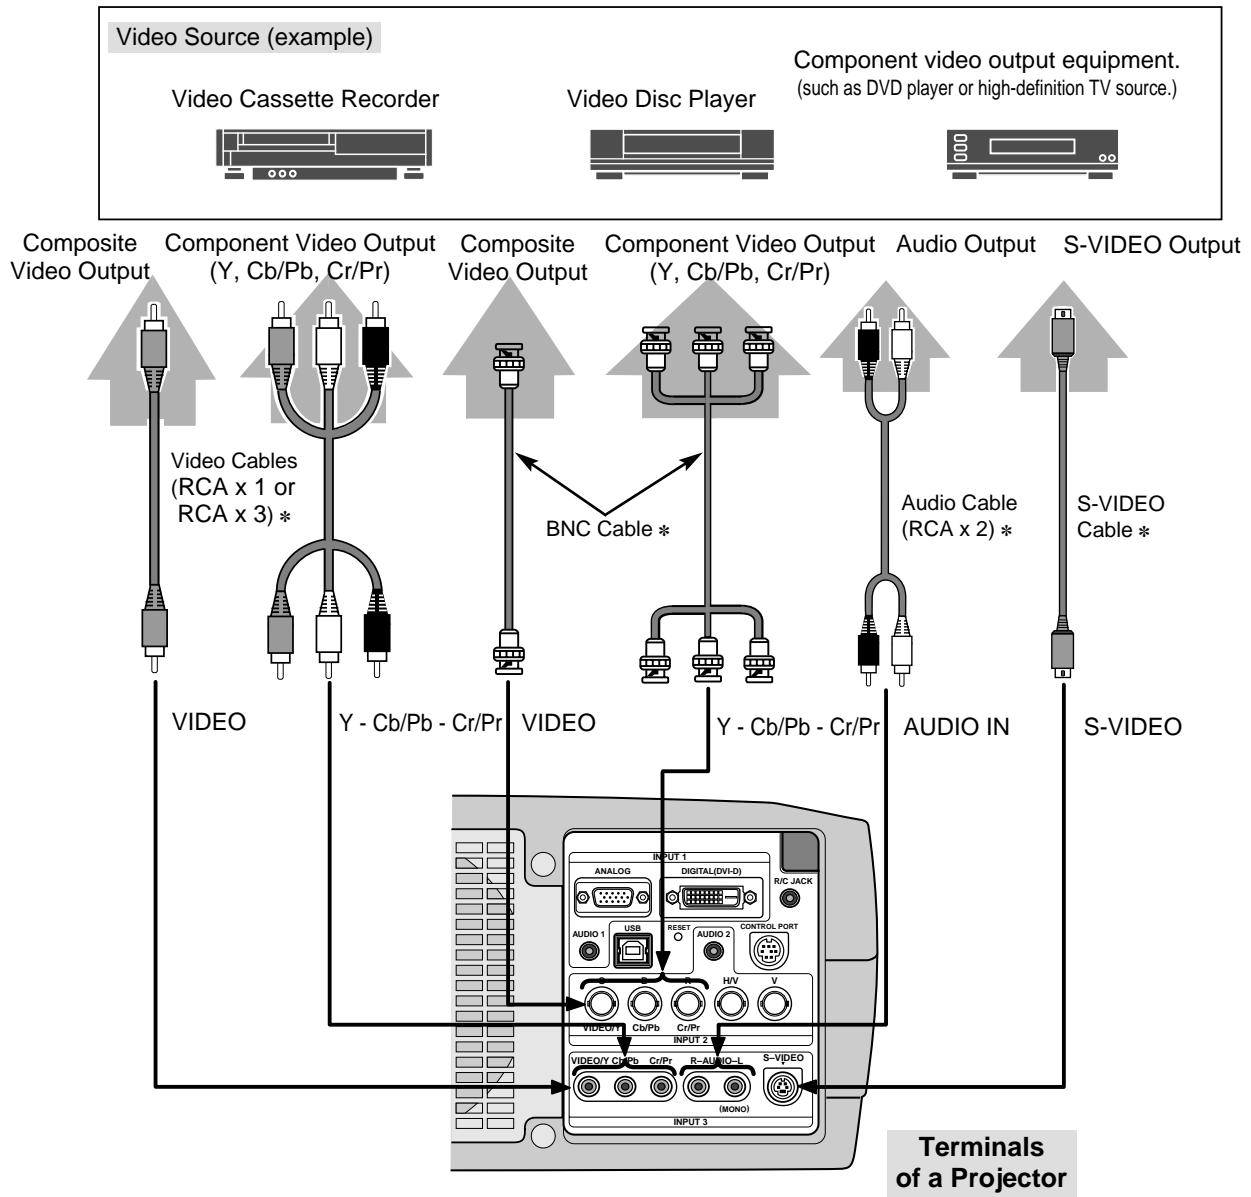 Video Source (example)
Component video output equipment.
(such as DVD player or high-definition TV source.)
Video Cassette Recorder
Video Disc Player
Composite
Video Output
Component Video Output
(Y, Cb/Pb, Cr/Pr)
Composite
Video Output
Component Video Output
(Y, Cb/Pb, Cr/Pr)
Audio Output
S-VIDEO Output
Video Cables
(RCA x 1 or
RCA x 3) *
BNC Cable *
Audio Cable
(RCA x 2) *
S-VIDEO
Cable *
VIDEO
Y - Cb/Pb - Cr/Pr
VIDEO
Y - Cb/Pb - Cr/Pr
AUDIO IN
S-VIDEO
INPUT 1
ANALOG
DIGITAL(DVI-D)
R/C JACK
AUDIO 1
USB
RESET
AUDIO 2
CONTROL PORT
G
B
R
H/V
V
VIDEO/Y
Cb/Pb
Cr/Pr
INPUT 2
VIDEO/Y
Cb/Pb
Cr/Pr
R–AUDIO–L
S–VIDEO
(MONO)
INPUT 3
Terminals
of a Projector